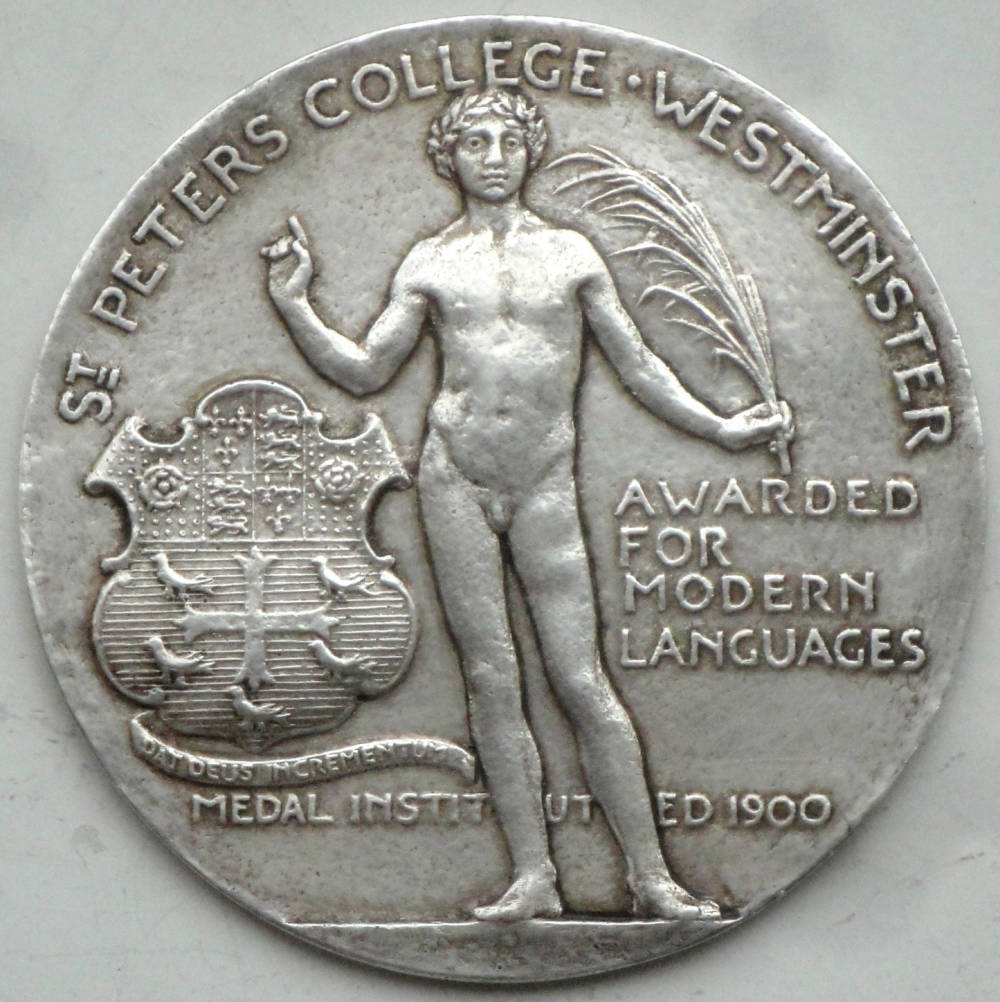 ST PETERS COLLEGE · WESTMINSTER
AWARDED
FOR
MODERN
LANGUAGES
DAT DEUS INCREMENTUM
MEDAL INSTITUTED 1900